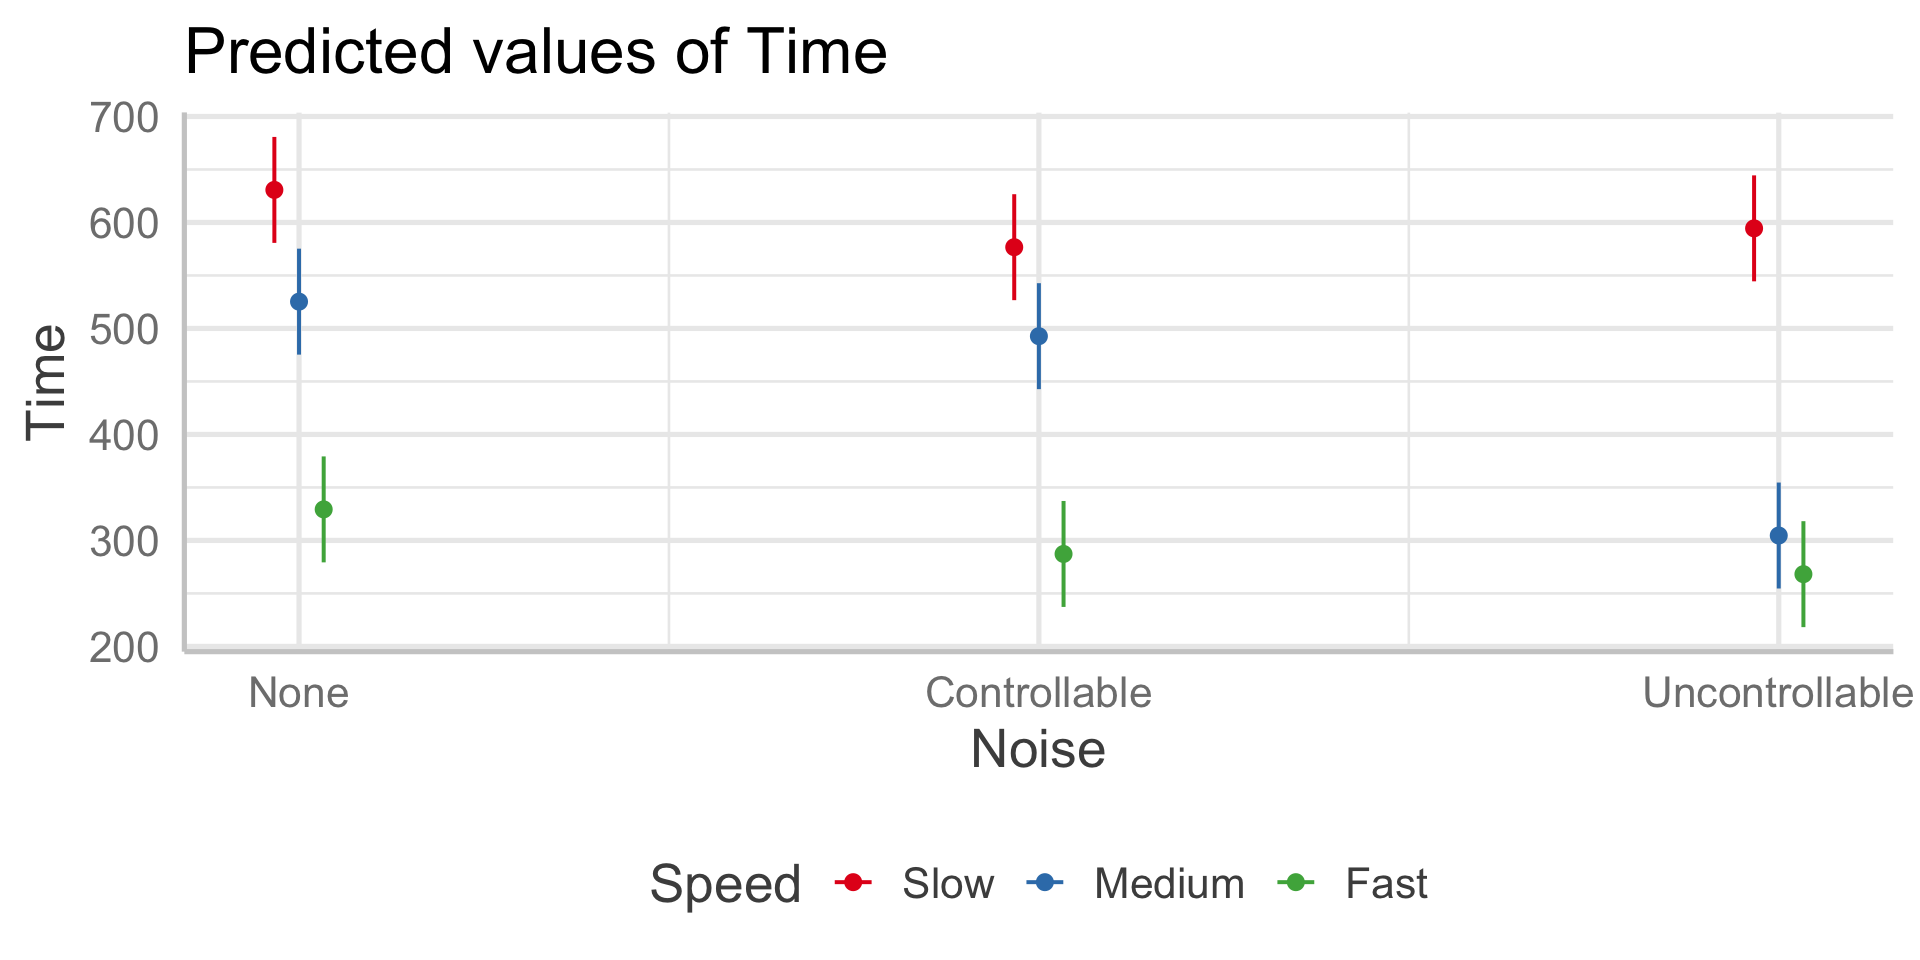 Predicted values of Time
700
600
500
400
300
200
Time
None Controllable Uncontrollable
Noise
Speed Slow Medium Fast